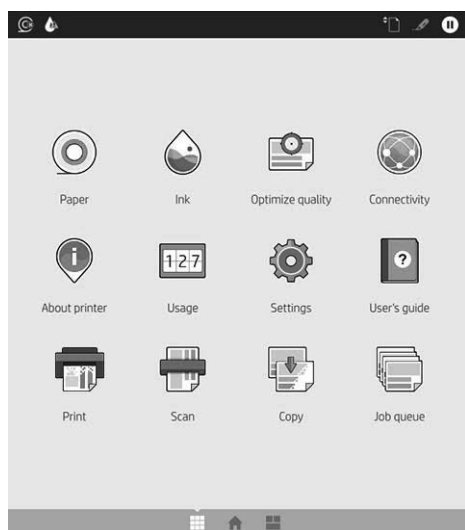 Paper Ink Optimize quality Connectivity
127
About printer Usage Settings User's guide
Print Scan Copy Job queue